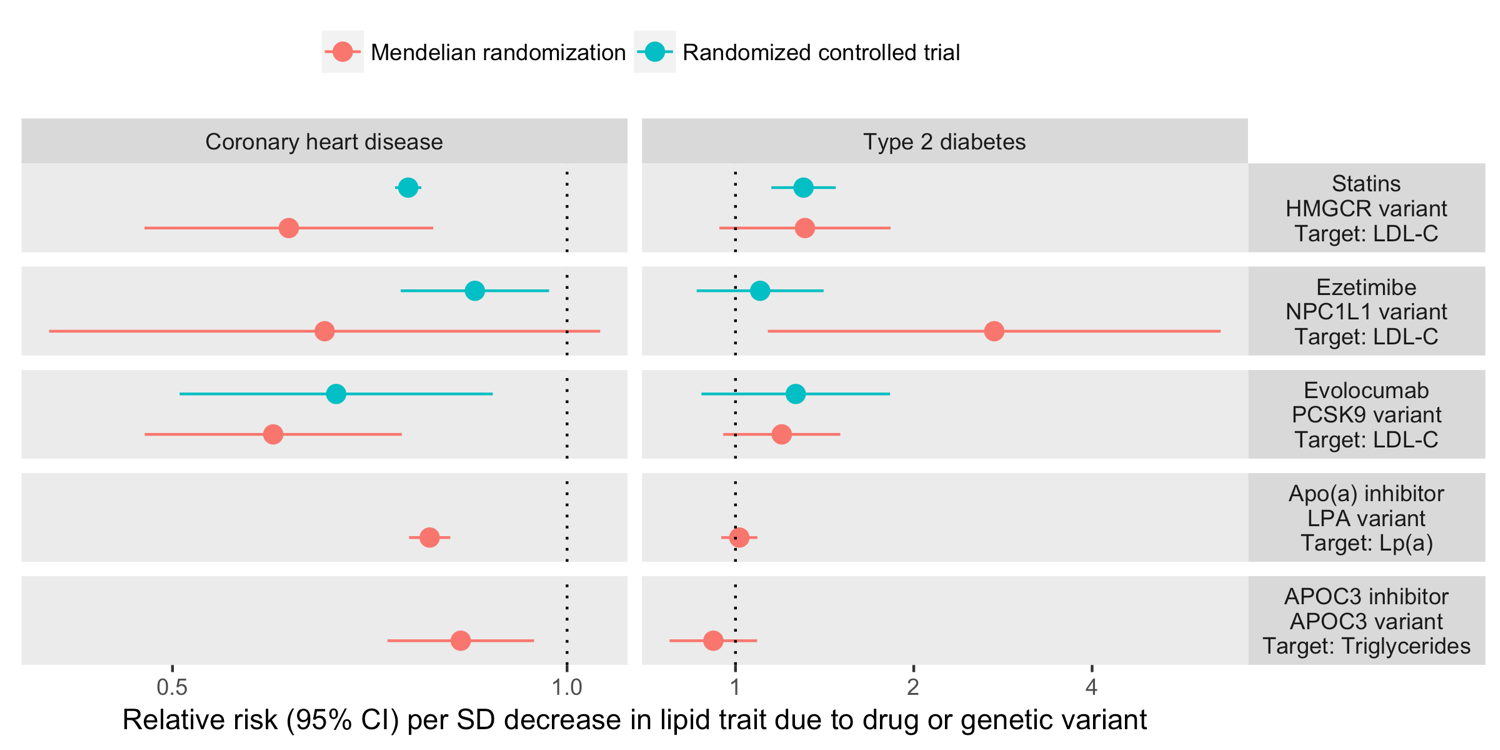 Mendelian randomization
Randomized controlled trial
Coronary heart disease
Type 2 diabetes
Statins
HMGCR variant
Target: LDL-C
Ezetimibe
NPC1L1 variant
Target: LDL-C
Evolocumab
PCSK9 variant
Target: LDL-C
Apo(a) inhibitor
LPA variant
Target: Lp(a)
APOC3 inhibitor
APOC3 variant
Target: Triglycerides
0.5
1.0
1
2
4
Relative risk (95% CI) per SD decrease in lipid trait due to drug or genetic variant